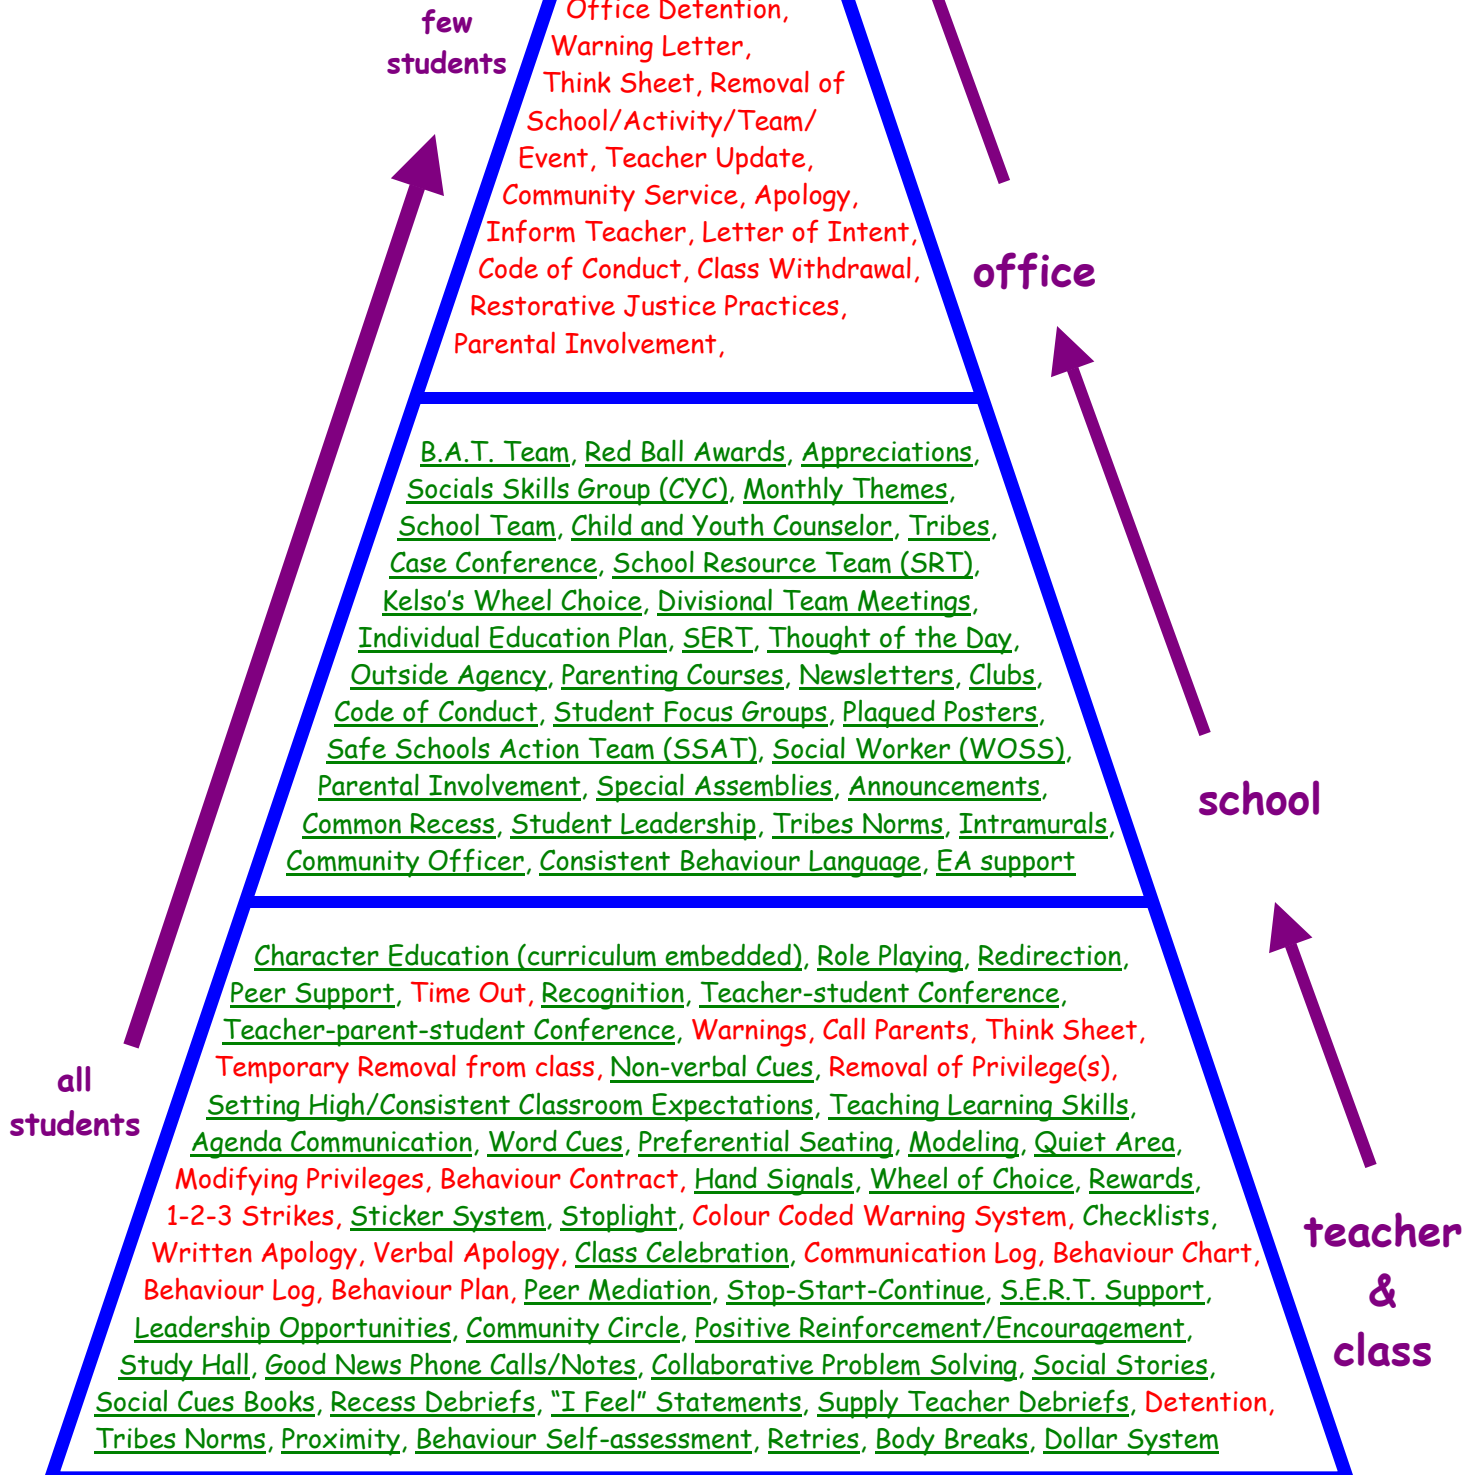 few
students
Office Detention,
Warning Letter,
Think Sheet, Removal of
School/Activity/Team/
Event, Teacher Update,
Community Service, Apology,
Inform Teacher, Letter of Intent,
Code of Conduct, Class Withdrawal,
Restorative Justice Practices,
Parental Involvement,
office
B.A.T. Team, Red Ball Awards, Appreciations,
Socials Skills Group (CYC), Monthly Themes,
School Team, Child and Youth Counselor, Tribes,
Case Conference, School Resource Team (SRT),
Kelso's Wheel Choice, Divisional Team Meetings,
Individual Education Plan, SERT, Thought of the Day,
Outside Agency, Parenting Courses, Newsletters, Clubs,
Code of Conduct, Student Focus Groups, Plaqued Posters,
Safe Schools Action Team (SSAT), Social Worker (WOSS),
Parental Involvement, Special Assemblies, Announcements,
Common Recess, Student Leadership, Tribes Norms, Intramurals,
Community Officer, Consistent Behaviour Language, EA support
school
Character Education (curriculum embedded), Role Playing, Redirection,
Peer Support, Time Out, Recognition, Teacher-student Conference,
Teacher-parent-student Conference, Warnings, Call Parents, Think Sheet,
Temporary Removal from class, Non-verbal Cues, Removal of Privilege(s),
Setting High/Consistent Classroom Expectations, Teaching Learning Skills,
Agenda Communication, Word Cues, Preferential Seating, Modeling, Quiet Area,
Modifying Privileges, Behaviour Contract, Hand Signals, Wheel of Choice, Rewards,
1-2-3 Strikes, Sticker System, Stoplight, Colour Coded Warning System, Checklists,
Written Apology, Verbal Apology, Class Celebration, Communication Log, Behaviour Chart,
Behaviour Log, Behaviour Plan, Peer Mediation, Stop-Start-Continue, S.E.R.T. Support,
Leadership Opportunities, Community Circle, Positive Reinforcement/Encouragement,
Study Hall, Good News Phone Calls/Notes, Collaborative Problem Solving, Social Stories,
Social Cues Books, Recess Debriefs, “I Feel” Statements, Supply Teacher Debriefs, Detention,
Tribes Norms, Proximity, Behaviour Self-assessment, Retries, Body Breaks, Dollar System
all
students
teacher
&
class